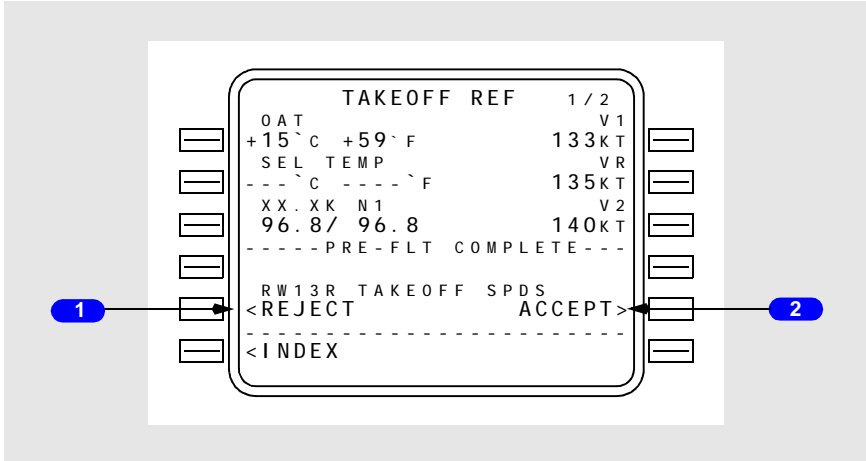 TAKEOFF REF 1/2
OAT V1
+15`C +59`F 133KT
SEL TEMP VR
---`C ----`F 135KT
XX.XK N1 V2
96.8/ 96.8 140KT
-----PRE-FLT COMPLETE---
RW13R TAKEOFF SPDS
1 <REJECT ACCEPT> 2
------------------------
<INDEX